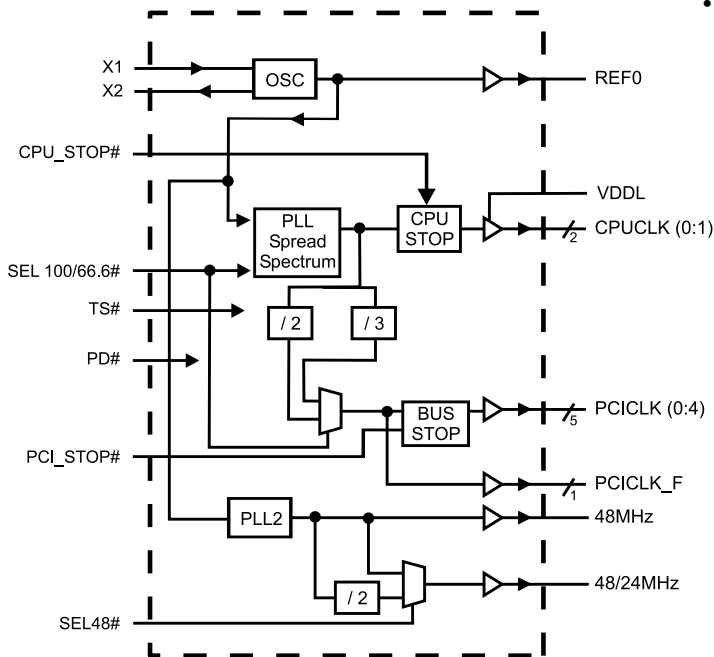 X1
X2
OSC
REF0
CPU_STOP#
VDDL
PLL
Spread
Spectrum
CPU
STOP
2
CPUCLK (0:1)
SEL 100/66.6#
TS#
/ 2
/ 3
PD#
BUS
STOP
5
PCICLK (0:4)
PCI_STOP#
1
PCICLK_F
PLL2
48MHz
/ 2
48/24MHz
SEL48#